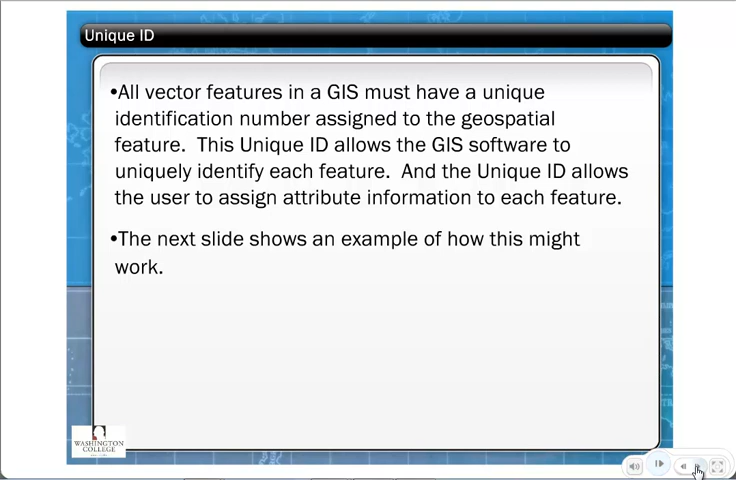 Unique ID
•All vector features in a GIS must have a unique
identification number assigned to the geospatial
feature.  This Unique ID allows the GIS software to
uniquely identify each feature.  And the Unique ID allows
the user to assign attribute information to each feature.
•The next slide shows an example of how this might
work.
WASHINGTON
COLLEGE